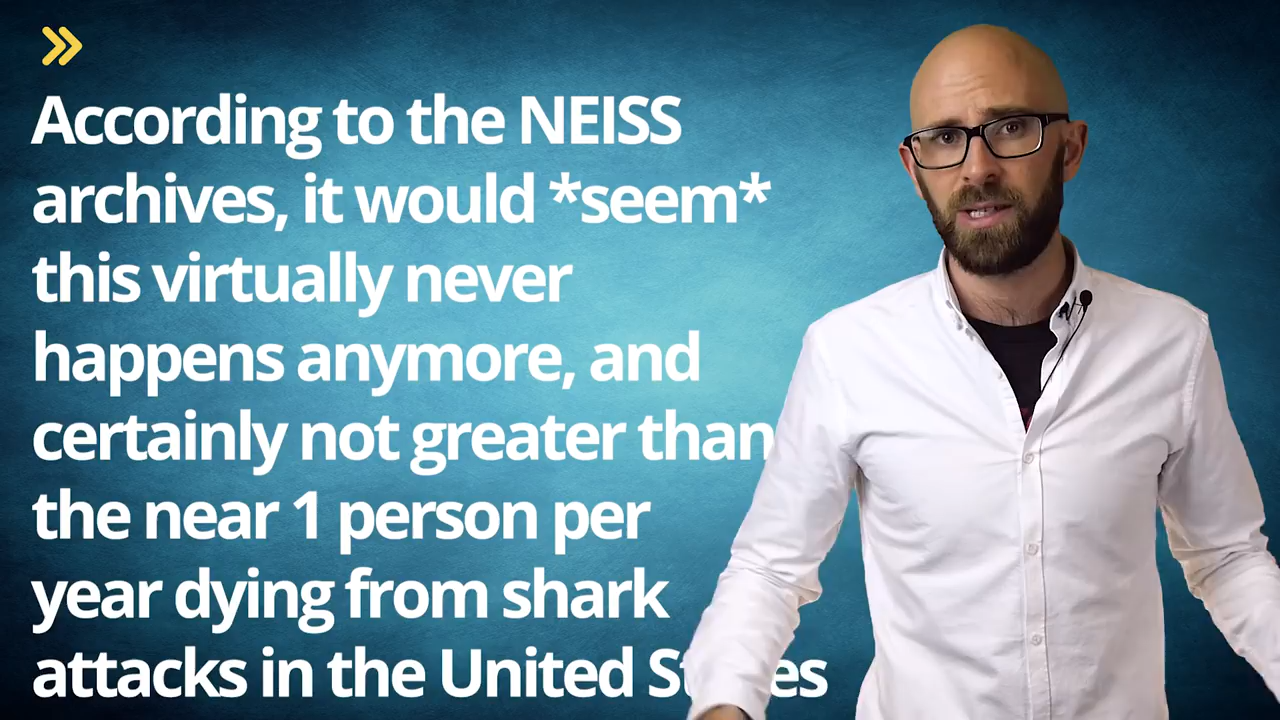 According to the NEISS
archives, it would *seem*
this virtually never
happens anymore, and
certainly not greater than
the near 1 person per
year dying from shark
attacks in the United States